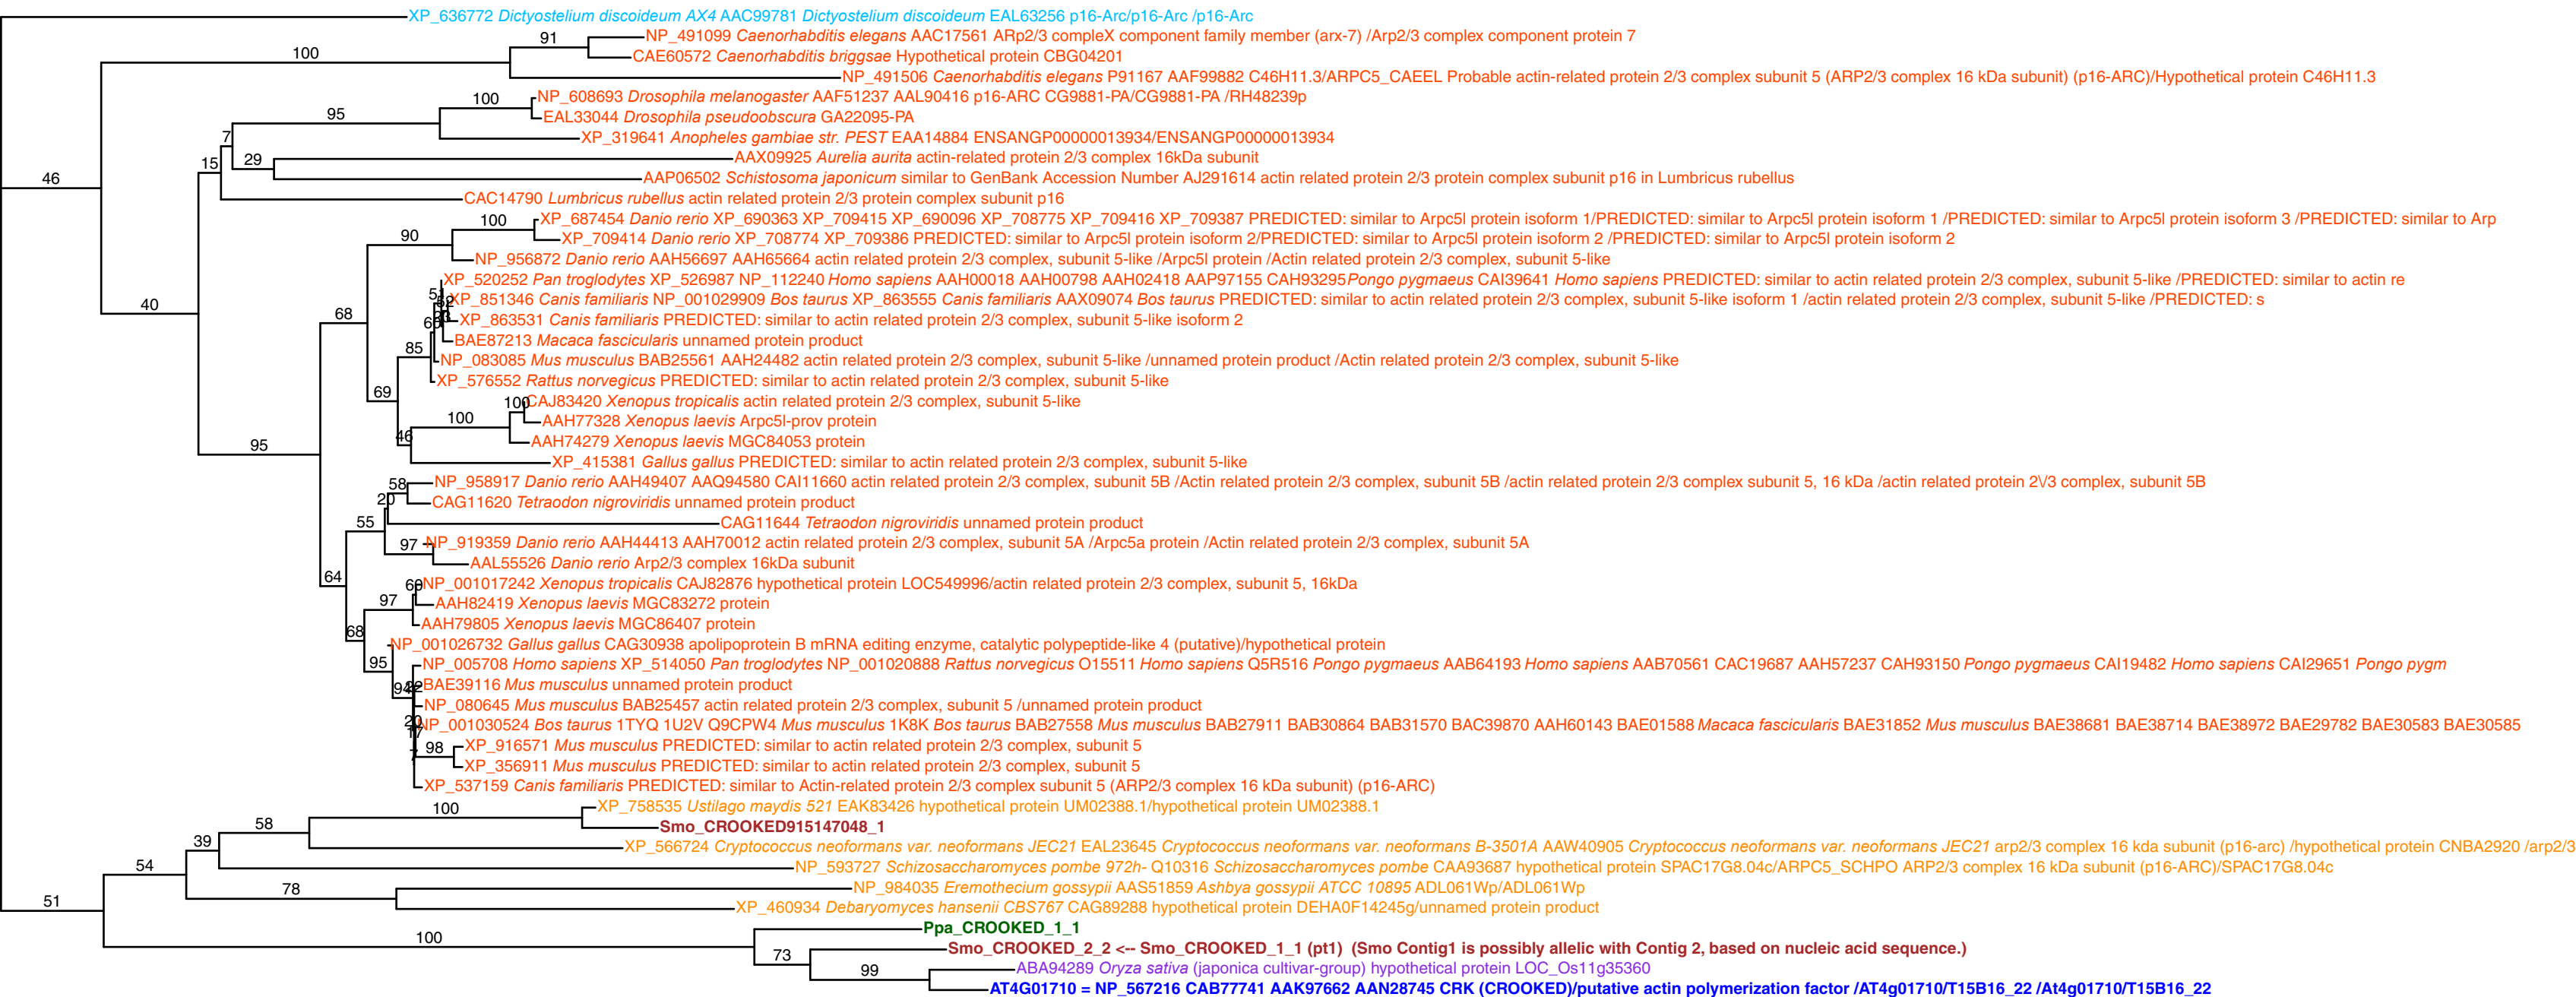 XP_636772 Dictyostelium discoideum AX4 AAC99781 Dictyostelium discoideum EAL63256 p16-Arc/p16-Arc /p16-Arc
91 NP_491099 Caenorhabditis elegans AAC17561 ARp2/3 compleX component family member (arx-7) /Arp2/3 complex component protein 7
100 CAE60572 Caenorhabditis briggsae Hypothetical protein CBG04201
NP_491506 Caenorhabditis elegans P91167 AAF99882 C46H11.3/ARPC5_CAEEL Probable actin-related protein 2/3 complex subunit 5 (ARP2/3 complex 16 kDa subunit) (p16-ARC)/Hypothetical protein C46H11.3
100 NP_608693 Drosophila melanogaster AAF51237 AAL90416 p16-ARC CG9881-PA/CG9881-PA /RH48239p
95 EAL33044 Drosophila pseudoobscura GA22095-PA
7 XP_319641 Anopheles gambiae str. PEST EAA14884 ENSANGP00000013934/ENSANGP00000013934
15 29 AAX09925 Aurelia aurita actin-related protein 2/3 complex 16kDa subunit
46 AAP06502 Schistosoma japonicum similar to GenBank Accession Number AJ291614 actin related protein 2/3 protein complex subunit p16 in Lumbricus rubellus
CAC14790 Lumbricus rubellus actin related protein 2/3 protein complex subunit p16
100 XP_687454 Danio rerio XP_690363 XP_709415 XP_690096 XP_708775 XP_709416 XP_709387 PREDICTED: similar to Arpc5l protein isoform 1/PREDICTED: similar to Arpc5l protein isoform 1 /PREDICTED: similar to Arpc5l protein isoform 3 /PREDICTED: similar to Arp
90 XP_709414 Danio rerio XP_708774 XP_709386 PREDICTED: similar to Arpc5l protein isoform 2/PREDICTED: similar to Arpc5l protein isoform 2 /PREDICTED: similar to Arpc5l protein isoform 2
NP_956872 Danio rerio AAH56697 AAH65664 actin related protein 2/3 complex, subunit 5-like /Arpc5l protein /Actin related protein 2/3 complex, subunit 5-like
XP_520252 Pan troglodytes XP_526987 NP_112240 Homo sapiens AAH00018 AAH00798 AAH02418 AAP97155 CAH93295 Pongo pygmaeus CAI39641 Homo sapiens PREDICTED: similar to actin related protein 2/3 complex, subunit 5-like /PREDICTED: similar to actin re
40 XP_851346 Canis familiaris NP_001029909 Bos taurus XP_863555 Canis familiaris AAX09074 Bos taurus PREDICTED: similar to actin related protein 2/3 complex, subunit 5-like isoform 1 /actin related protein 2/3 complex, subunit 5-like /PREDICTED: s
68 XP_863531 Canis familiaris PREDICTED: similar to actin related protein 2/3 complex, subunit 5-like isoform 2
BAE87213 Macaca fascicularis unnamed protein product
85 NP_083085 Mus musculus BAB25561 AAH24482 actin related protein 2/3 complex, subunit 5-like /unnamed protein product /Actin related protein 2/3 complex, subunit 5-like
XP_576552 Rattus norvegicus PREDICTED: similar to actin related protein 2/3 complex, subunit 5-like
69 100 CAJ83420 Xenopus tropicalis actin related protein 2/3 complex, subunit 5-like
100 AAH77328 Xenopus laevis Arpc5l-prov protein
95 46 AAH74279 Xenopus laevis MGC84053 protein
XP_415381 Gallus gallus PREDICTED: similar to actin related protein 2/3 complex, subunit 5-like
58 NP_958917 Danio rerio AAH49407 AAQ94580 CAI11660 actin related protein 2/3 complex, subunit 5B /Actin related protein 2/3 complex, subunit 5B /actin related protein 2/3 complex subunit 5, 16 kDa /actin related protein 2\/3 complex, subunit 5B
20 CAG11620 Tetraodon nigroviridis unnamed protein product
55 CAG11644 Tetraodon nigroviridis unnamed protein product
97 NP_919359 Danio rerio AAH44413 AAH70012 actin related protein 2/3 complex, subunit 5A /Arpc5a protein /Actin related protein 2/3 complex, subunit 5A
AAL55526 Danio rerio Arp2/3 complex 16kDa subunit
64 NP_001017242 Xenopus tropicalis CAJ82876 hypothetical protein LOC549996/actin related protein 2/3 complex, subunit 5, 16kDa
97 AAH82419 Xenopus laevis MGC83272 protein
68 AAH79805 Xenopus laevis MGC86407 protein
NP_001026732 Gallus gallus CAG30938 apolipoprotein B mRNA editing enzyme, catalytic polypeptide-like 4 (putative)/hypothetical protein
95 NP_005708 Homo sapiens XP_514050 Pan troglodytes NP_001020888 Rattus norvegicus O15511 Homo sapiens Q5R516 Pongo pygmaeus AAB64193 Homo sapiens AAB70561 CAC19687 AAH57237 CAH93150 Pongo pygmaeus CAI19482 Homo sapiens CAI29651 Pongo pygm
BAE39116 Mus musculus unnamed protein product
NP_080645 Mus musculus BAB25457 actin related protein 2/3 complex, subunit 5 /unnamed protein product
NP_001030524 Bos taurus 1TYQ 1U2V Q9CPW4 Mus musculus 1K8K Bos taurus BAB27558 Mus musculus BAB27911 BAB30864 BAB31570 BAC39870 AAH60143 BAE01588 Macaca fascicularis BAE31852 Mus musculus BAE38681 BAE38714 BAE38972 BAE29782 BAE30583 BAE30585
98 XP_916571 Mus musculus PREDICTED: similar to actin related protein 2/3 complex, subunit 5
XP_356911 Mus musculus PREDICTED: similar to actin related protein 2/3 complex, subunit 5
XP_537159 Canis familiaris PREDICTED: similar to Actin-related protein 2/3 complex subunit 5 (ARP2/3 complex 16 kDa subunit) (p16-ARC)
100 XP_758535 Ustilago maydis 521 EAK83426 hypothetical protein UM02388.1/hypothetical protein UM02388.1
58 Smo_CROOKED915147048_1
39 XP_566724 Cryptococcus neoformans var. neoformans JEC21 EAL23645 Cryptococcus neoformans var. neoformans B-3501A AAW40905 Cryptococcus neoformans var. neoformans JEC21 arp2/3 complex 16 kda subunit (p16-arc) /hypothetical protein CNBA2920 /arp2/3
54 NP_593727 Schizosaccharomyces pombe 972h- Q10316 Schizosaccharomyces pombe CAA93687 hypothetical protein SPAC17G8.04c/ARPC5_SCHPO ARP2/3 complex 16 kDa subunit (p16-ARC)/SPAC17G8.04c
78 NP_984035 Eremothecium gossypii AAS51859 Ashbya gossypii ATCC 10895 ADL061Wp/ADL061Wp
51 XP_460934 Debaryomyces hansenii CBS767 CAG89288 hypothetical protein DEHA0F14245g/unnamed protein product
100 Ppa_CROOKED_1_1
73 Smo_CROOKED_2_2 <-- Smo_CROOKED_1_1 (pt1) (Smo Contig1 is possibly allelic with Contig 2, based on nucleic acid sequence.)
99 ABA94289 Oryza sativa (japonica cultivar-group) hypothetical protein LOC_Os11g35360
AT4G01710 = NP_567216 CAB77741 AAK97662 AAN28745 CRK (CROOKED)/putative actin polymerization factor /AT4g01710/T15B16_22 /At4g01710/T15B16_22